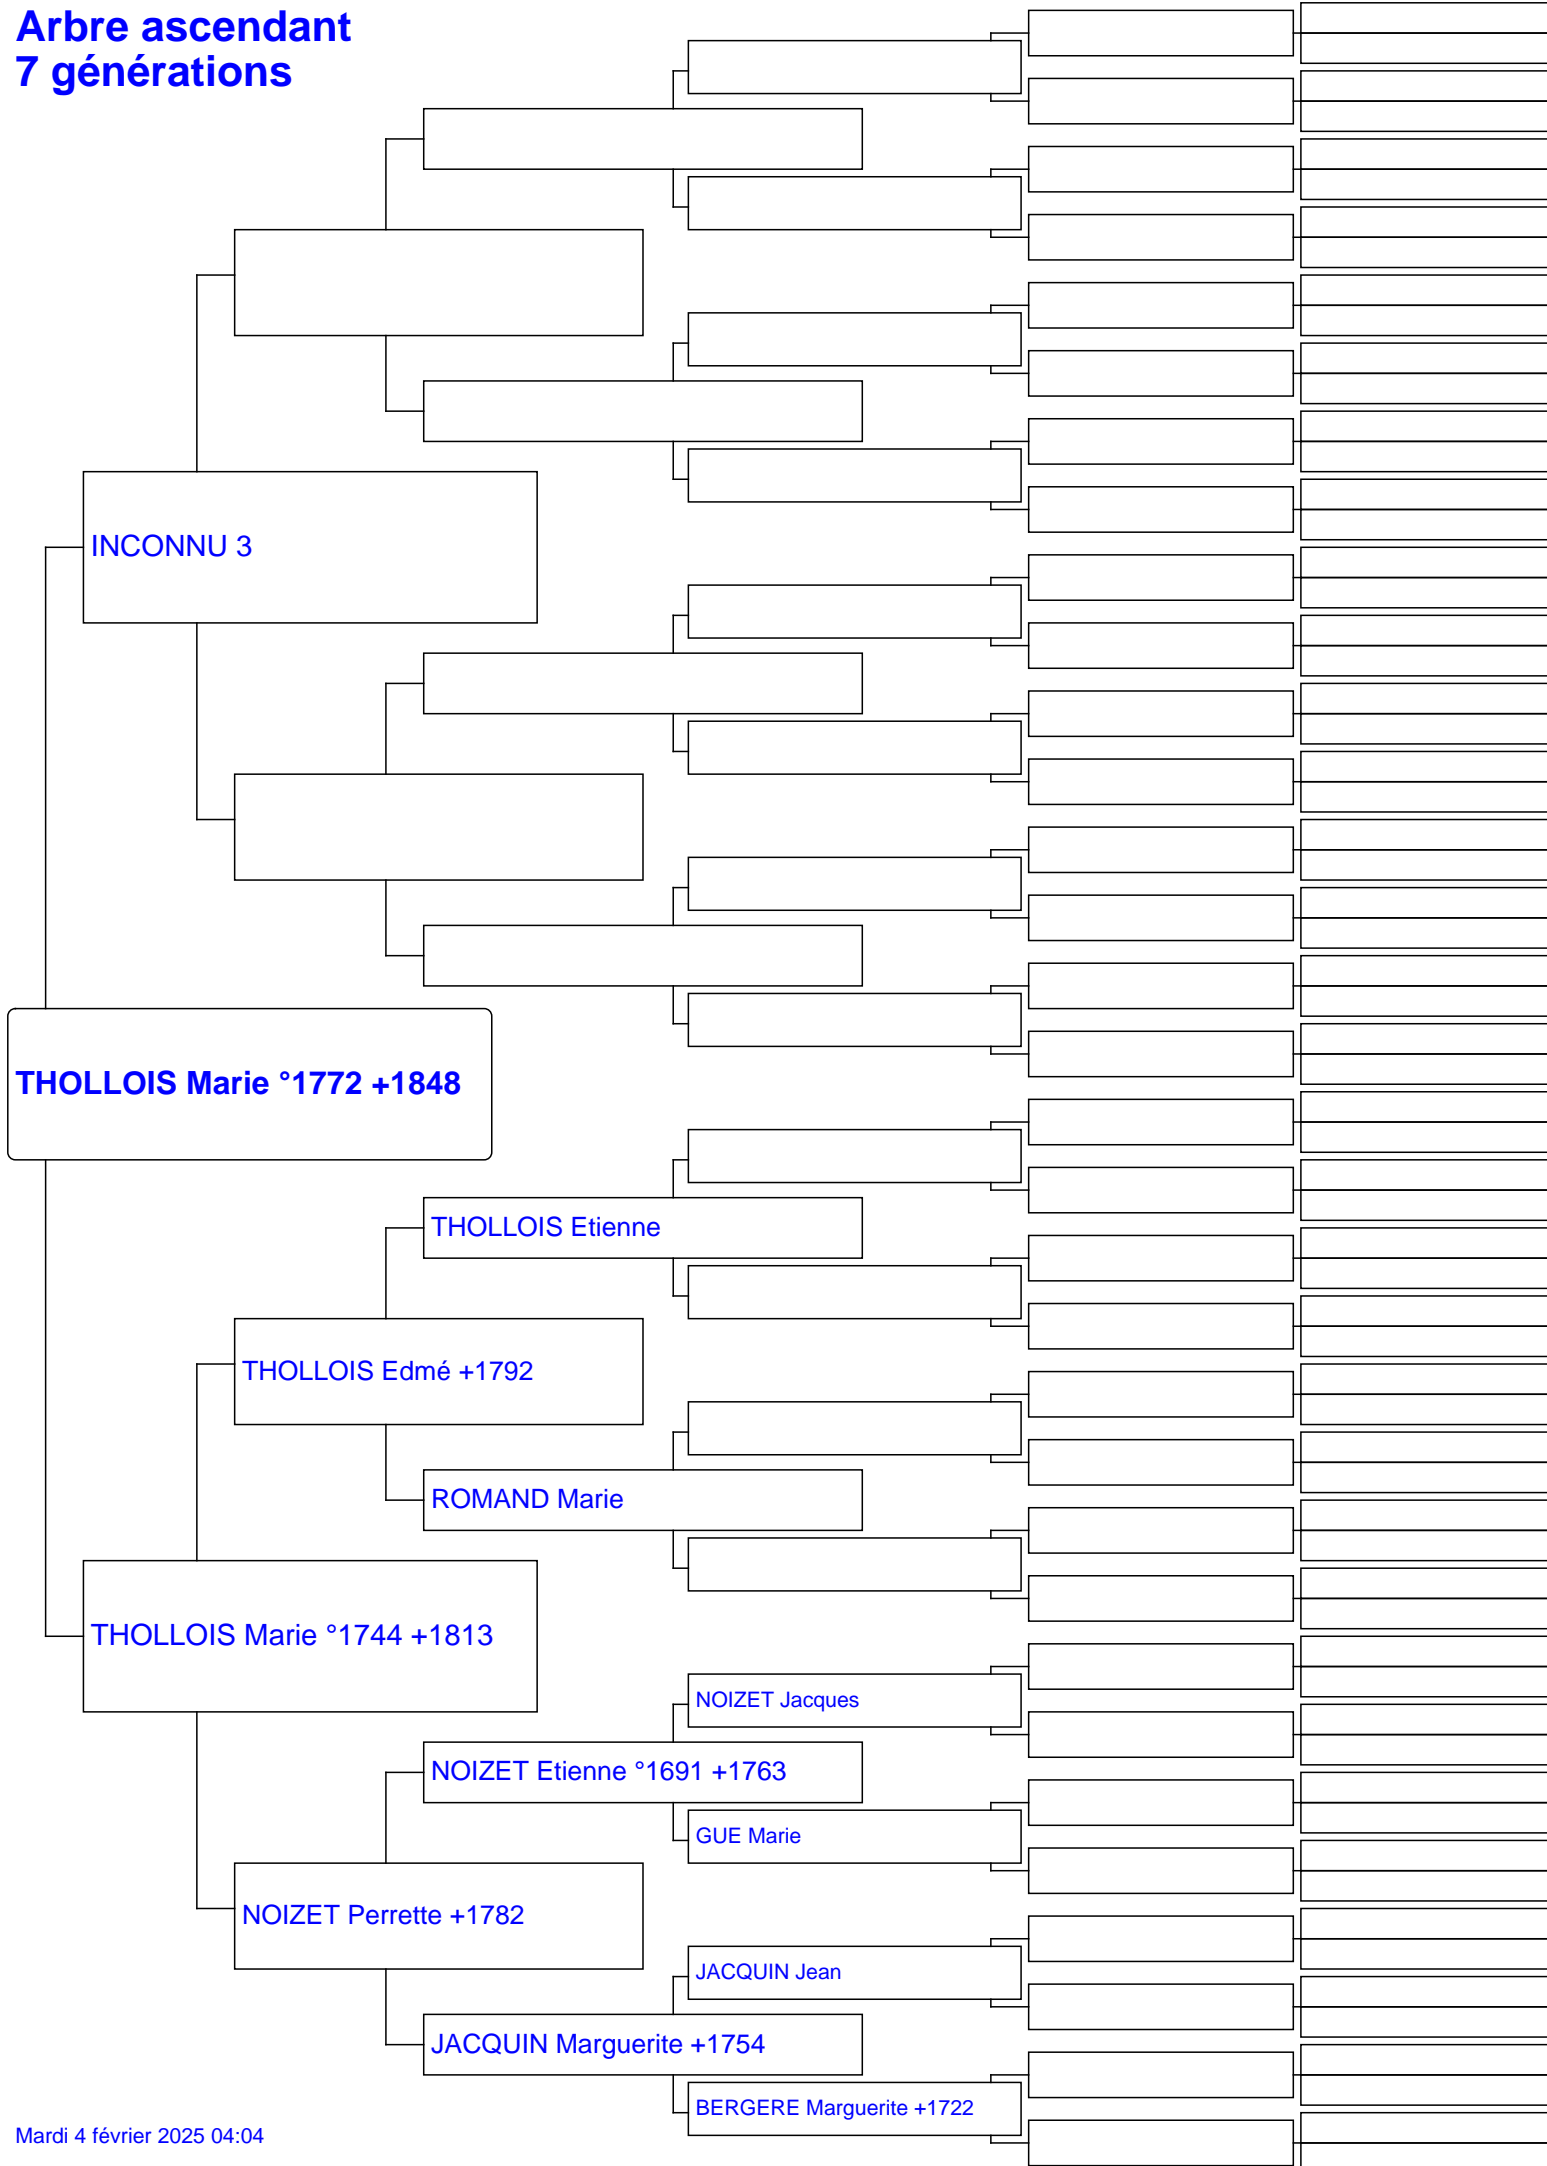 Arbre ascendant
7 générations
INCONNU 3
THOLLOIS Marie °1772 +1848
THOLLOIS Etienne
THOLLOIS Edmé +1792
ROMAND Marie
THOLLOIS Marie °1744 +1813
NOIZET Jacques
NOIZET Etienne °1691 +1763
GUE Marie
NOIZET Perrette +1782
JACQUIN Jean
JACQUIN Marguerite +1754
BERGERE Marguerite +1722
Mardi 4 février 2025 04:04